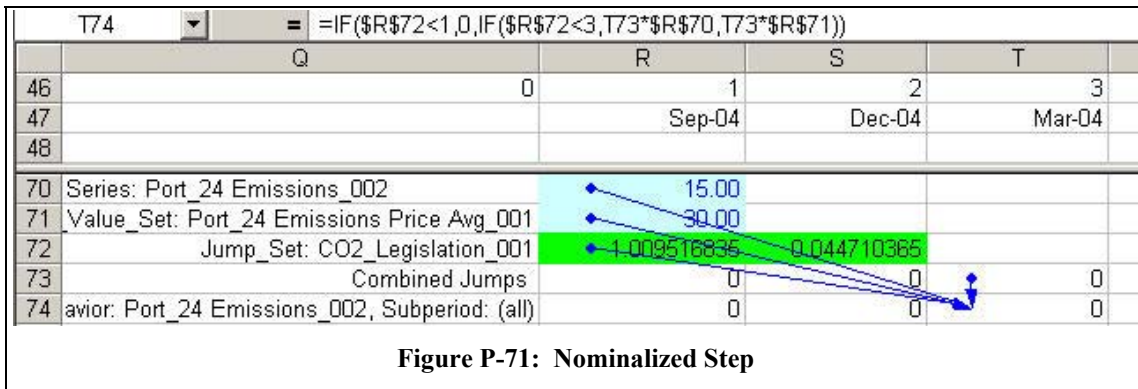 T74 = =IF($R$72<1,0,IF($R$72<3,T73*$R$70,T73*$R$71))
Q R S T
46 0 1 2 3
47 Sep-04 Dec-04 Mar-04
48
70 Series: Port_24 Emissions_002 15.00
71 Value_Set: Port_24 Emissions Price Avg_001 30.00
72 Jump_Set: CO2_Legislation_001 1.009516835 0.044710365
73 Combined Jumps 0 0 0
74 avior: Port_24 Emissions_002, Subperiod: (all) 0 0 0
Figure P-71: Nominalized Step